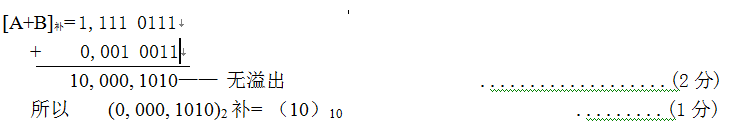 [A+B]补=1, 111 0111↓
+ 0, 001 0011↓
10, 000, 1010—— 无溢出 ...................(2 分)
所以 (0, 000, 1010)2 补= （10）10 .........(1 分)